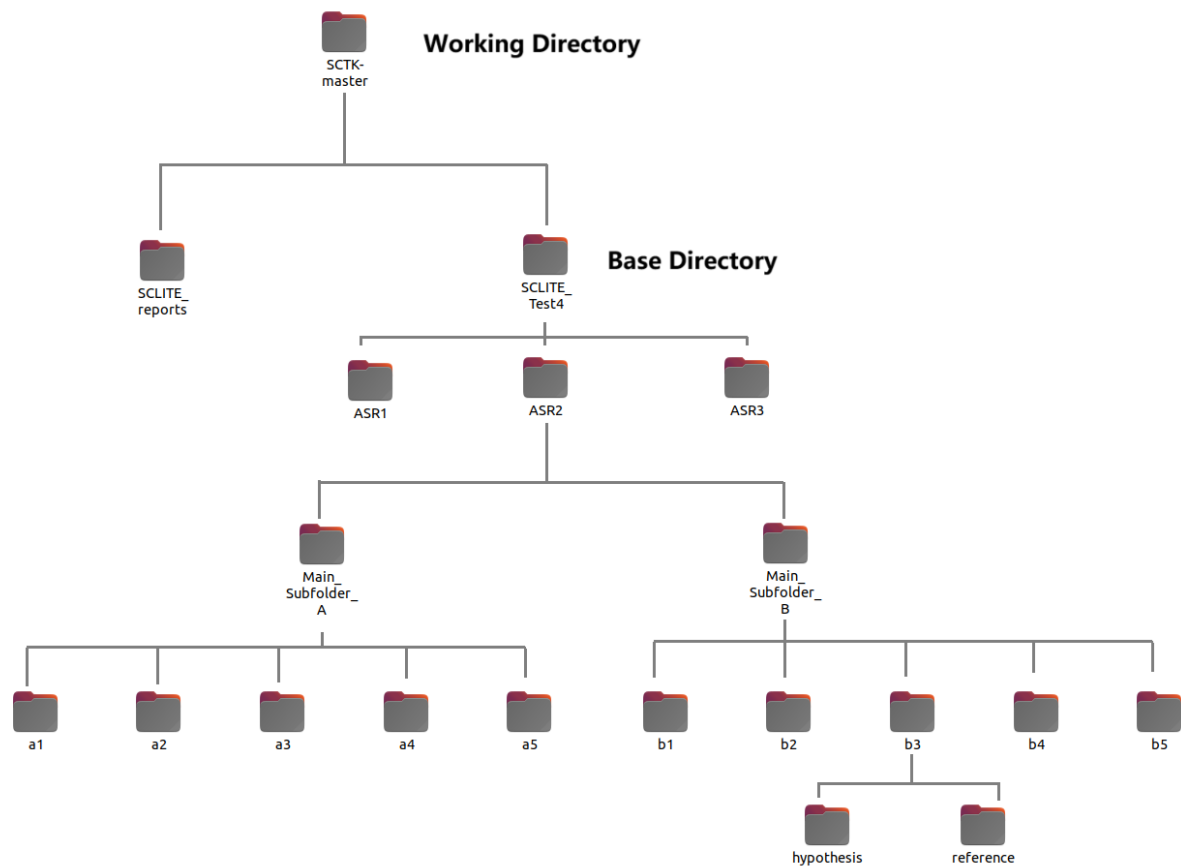 Working Directory
SCTK-
master
Base Directory
SCLITE_
reports
SCLITE_
Test4
ASR1
ASR2
ASR3
Main_
Subfolder_
A
Main_
Subfolder_
B
a1
a2
a3
a4
a5
b1
b2
b3
b4
b5
hypothesis
reference